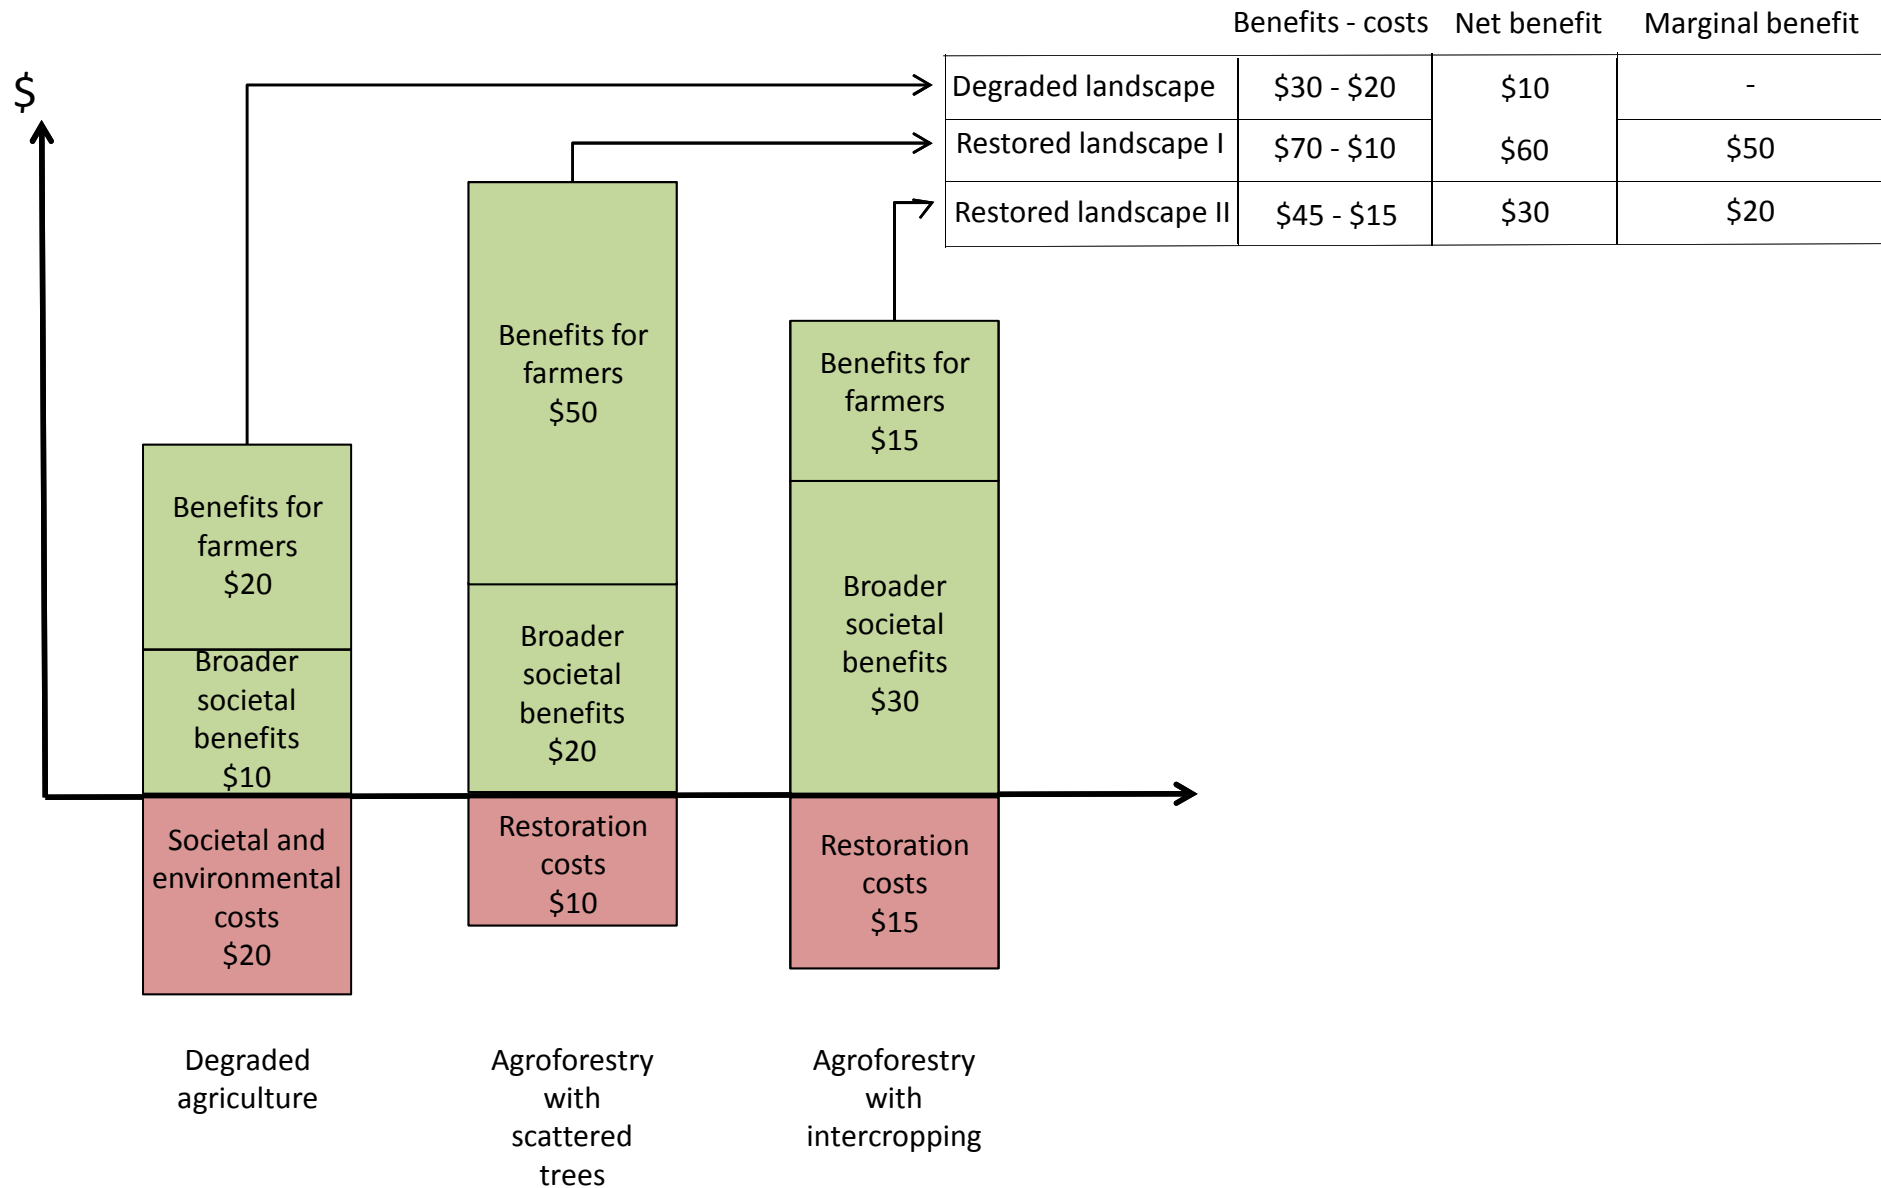 Benefits - costs Net benefit Marginal benefit
$
Degraded landscape $30 - $20 $10 -
Restored landscape I $70 - $10 $60 $50
Restored landscape II $45 - $15 $30 $20
Benefits for
farmers
$20
Broader
societal
benefits
$10
Societal and
environmental
costs
$20
Degraded
agriculture
Benefits for
farmers
$50
Broader
societal
benefits
$20
Restoration
costs
$10
Agroforestry
with
scattered
trees
Benefits for
farmers
$15
Broader
societal
benefits
$30
Restoration
costs
$15
Agroforestry
with
intercropping